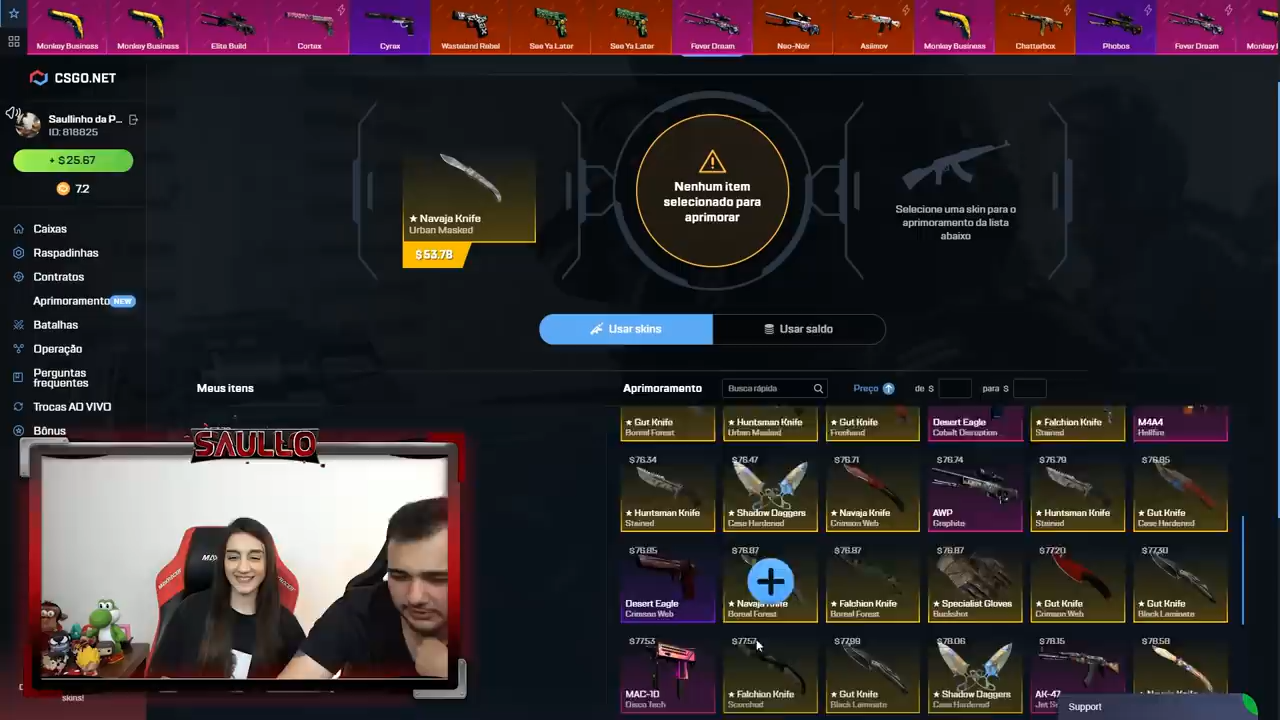 Monkey Business
Monkey Business
Elite Build
Cortex
Cyrex
Wasteland Rebel
See Ya Later
See Ya Later
Fever Dream
Neo-Noir
Asiimov
Monkey Business
Chatterbox
Phobos
Fever Dream
CSGO.NET
Saullinho da P...
ID: 818825
+ $25.67
7.2
Caixas
Raspadinhas
Contratos
Aprimoramento NEW
Batalhas
Operação
Perguntas
frequentes
Trocas AO VIVO
Bônus
★ Navaja Knife
Urban Masked
$53.78
Nenhum item
selecionado para
aprimorar
Selecione uma skin para o
aprimoramento da lista
abaixo
Usar skins
Usar saldo
Meus itens
Aprimoramento
Busca rápida
Preço
de $
para $
★ Gut Knife
Boreal Forest
★ Huntsman Knife
Urban Masked
★ Gut Knife
Freehand
Desert Eagle
Cobalt Disruption
★ Falchion Knife
Stained
M4A4
Hellfire
$76.34
★ Huntsman Knife
Stained
$76.47
★ Shadow Daggers
Case Hardened
$76.71
★ Navaja Knife
Crimson Web
$76.74
AWP
Graphite
$76.79
★ Huntsman Knife
Stained
$76.85
★ Gut Knife
Case Hardened
$76.85
Desert Eagle
Crimson Web
$76.87
★ Navaja Knife
Boreal Forest
$76.87
★ Falchion Knife
Boreal Forest
$76.87
★ Specialist Gloves
Buckshot
$77.20
★ Gut Knife
Crimson Web
$77.30
★ Gut Knife
Black Laminate
$77.53
MAC-10
Disco Tech
$77.57
★ Falchion Knife
Scorched
$77.99
★ Gut Knife
Black Laminate
$78.06
★ Shadow Daggers
Case Hardened
$78.15
AK-47
$78.58
★ Navaja Knife
SAULLO
skins!
Support